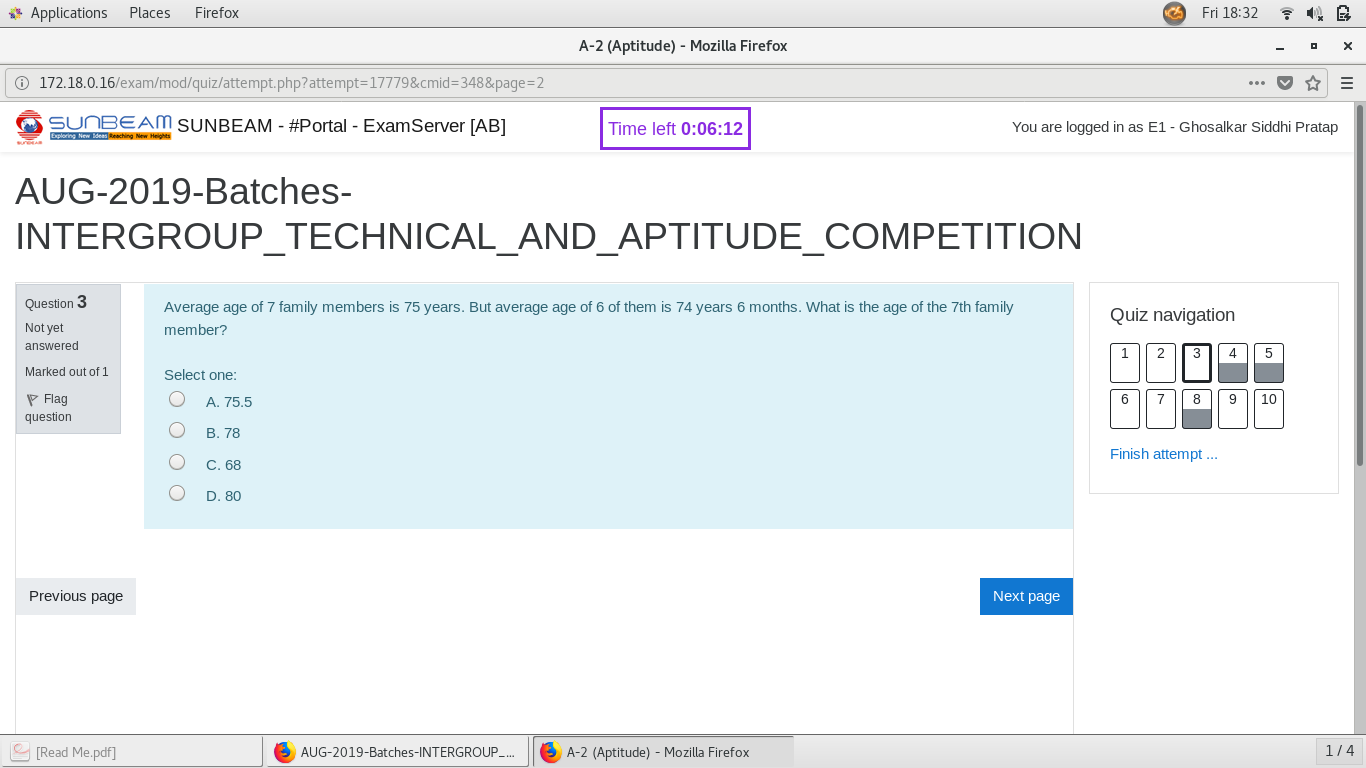 Applications Places Firefox Fri 18:32
A-2 (Aptitude) - Mozilla Firefox
172.18.0.16/exam/mod/quiz/attempt.php?attempt=17779&cmid=348&page=2
SUNBEAM
Exploring New Ideas Reaching New Heights
SUNBEAM
SUNBEAM - #Portal - ExamServer [AB]
Time left 0:06:12
You are logged in as E1 - Ghosalkar Siddhi Pratap
AUG-2019-Batches-
INTERGROUP_TECHNICAL_AND_APTITUDE_COMPETITION
Question 3
Not yet
answered
Marked out of 1
Flag
question
Average age of 7 family members is 75 years. But average age of 6 of them is 74 years 6 months. What is the age of the 7th family
member?
Select one:
A. 75.5
B. 78
C. 68
D. 80
Previous page
Next page
Quiz navigation
1 2 3 4 5
6 7 8 9 10
Finish attempt ...
[Read Me.pdf]
AUG-2019-Batches-INTERGROUP_...
A-2 (Aptitude) - Mozilla Firefox
1 / 4